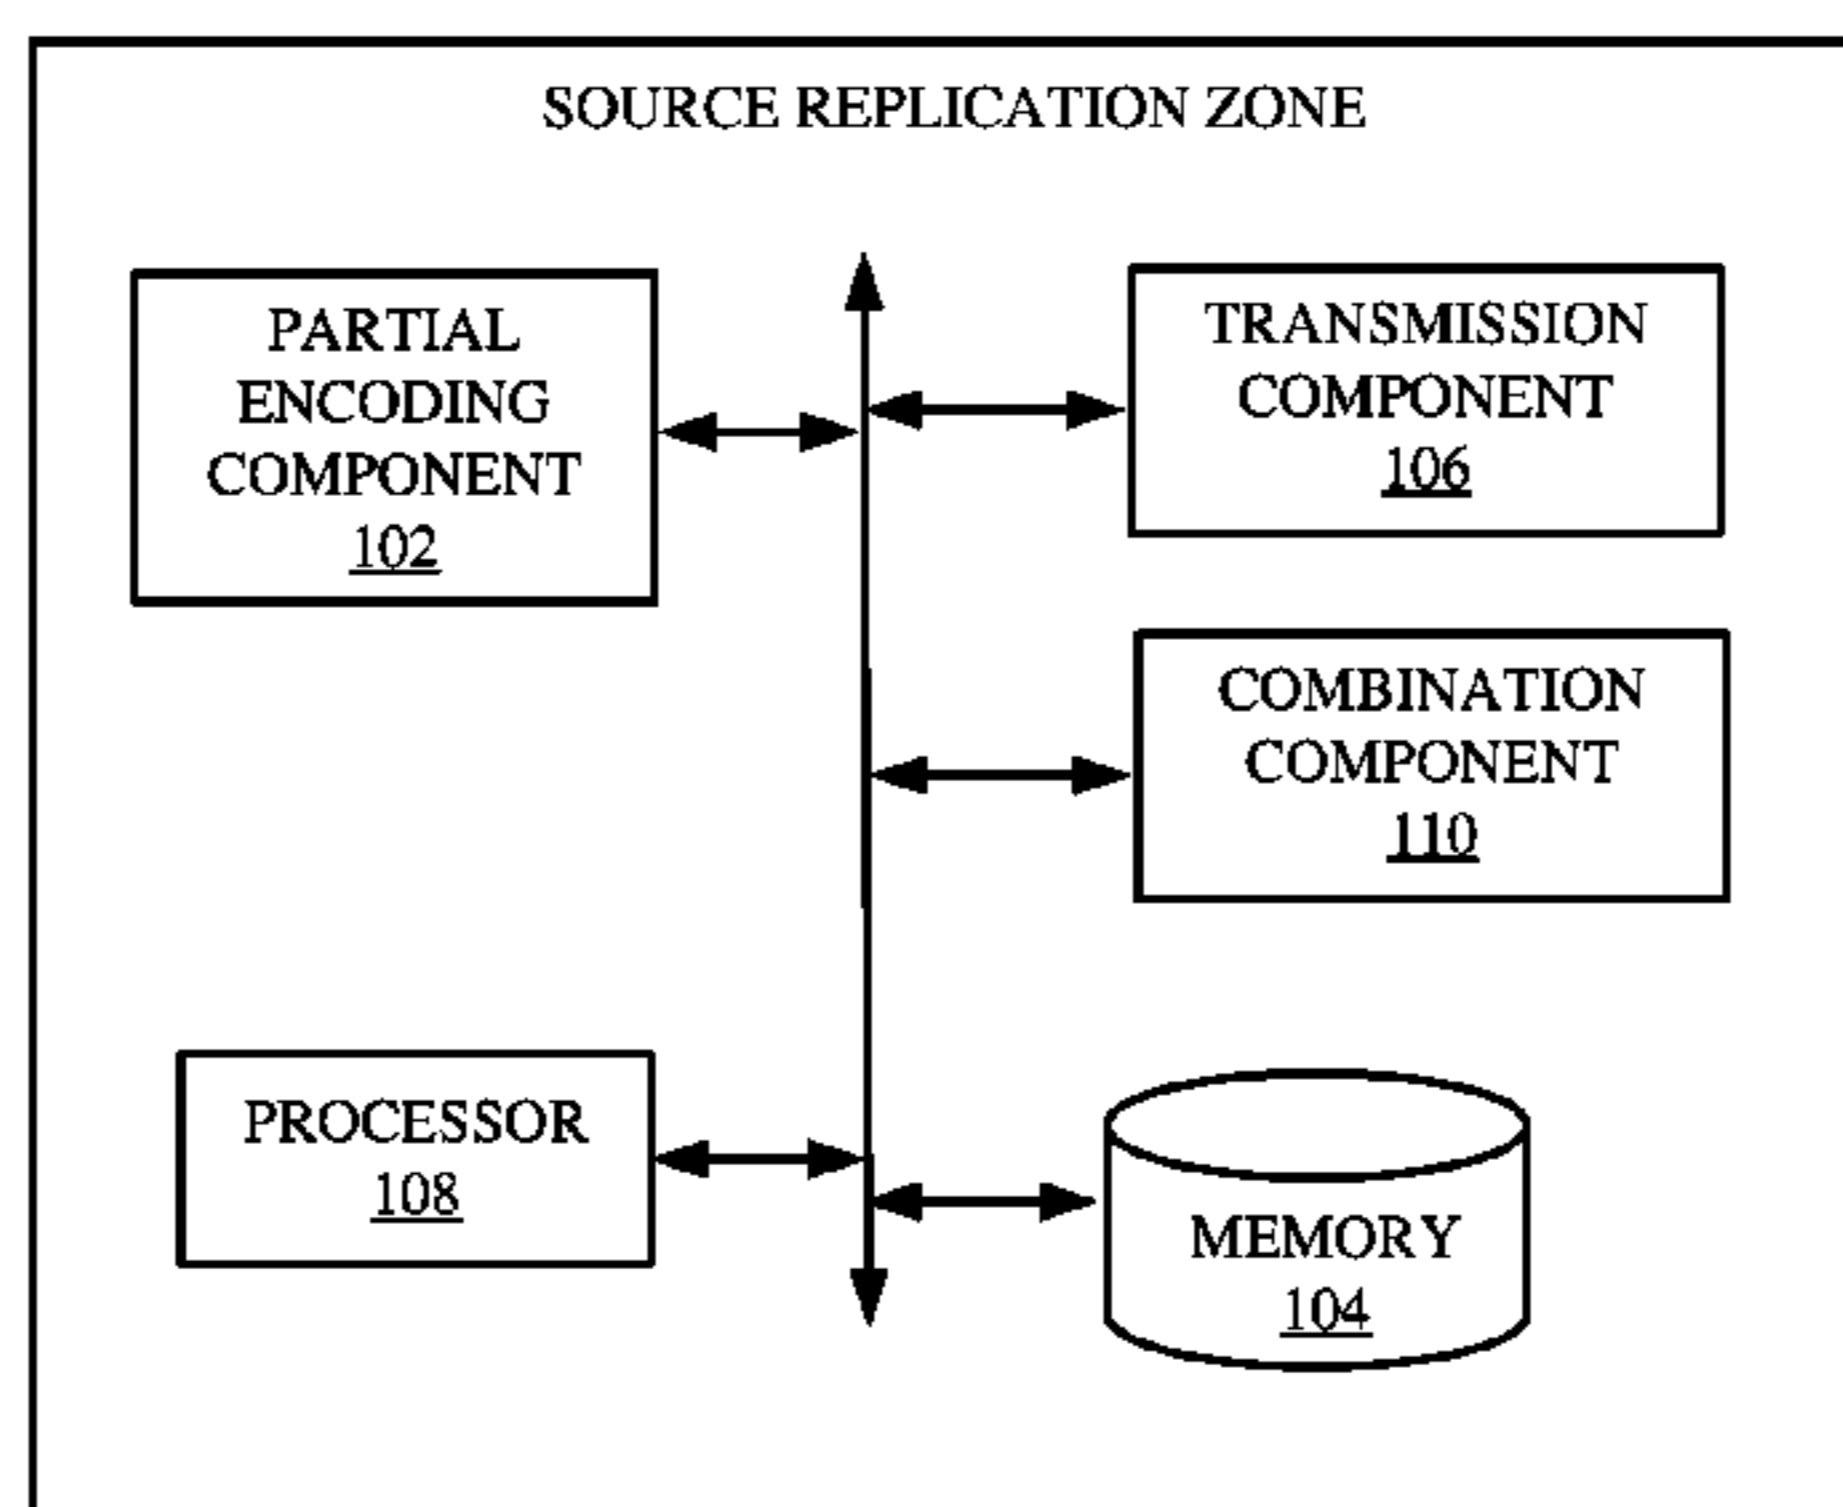 SOURCE REPLICATION ZONE
PARTIAL
ENCODING
COMPONENT
102
TRANSMISSION
COMPONENT
106
COMBINATION
COMPONENT
110
PROCESSOR
108
MEMORY
104